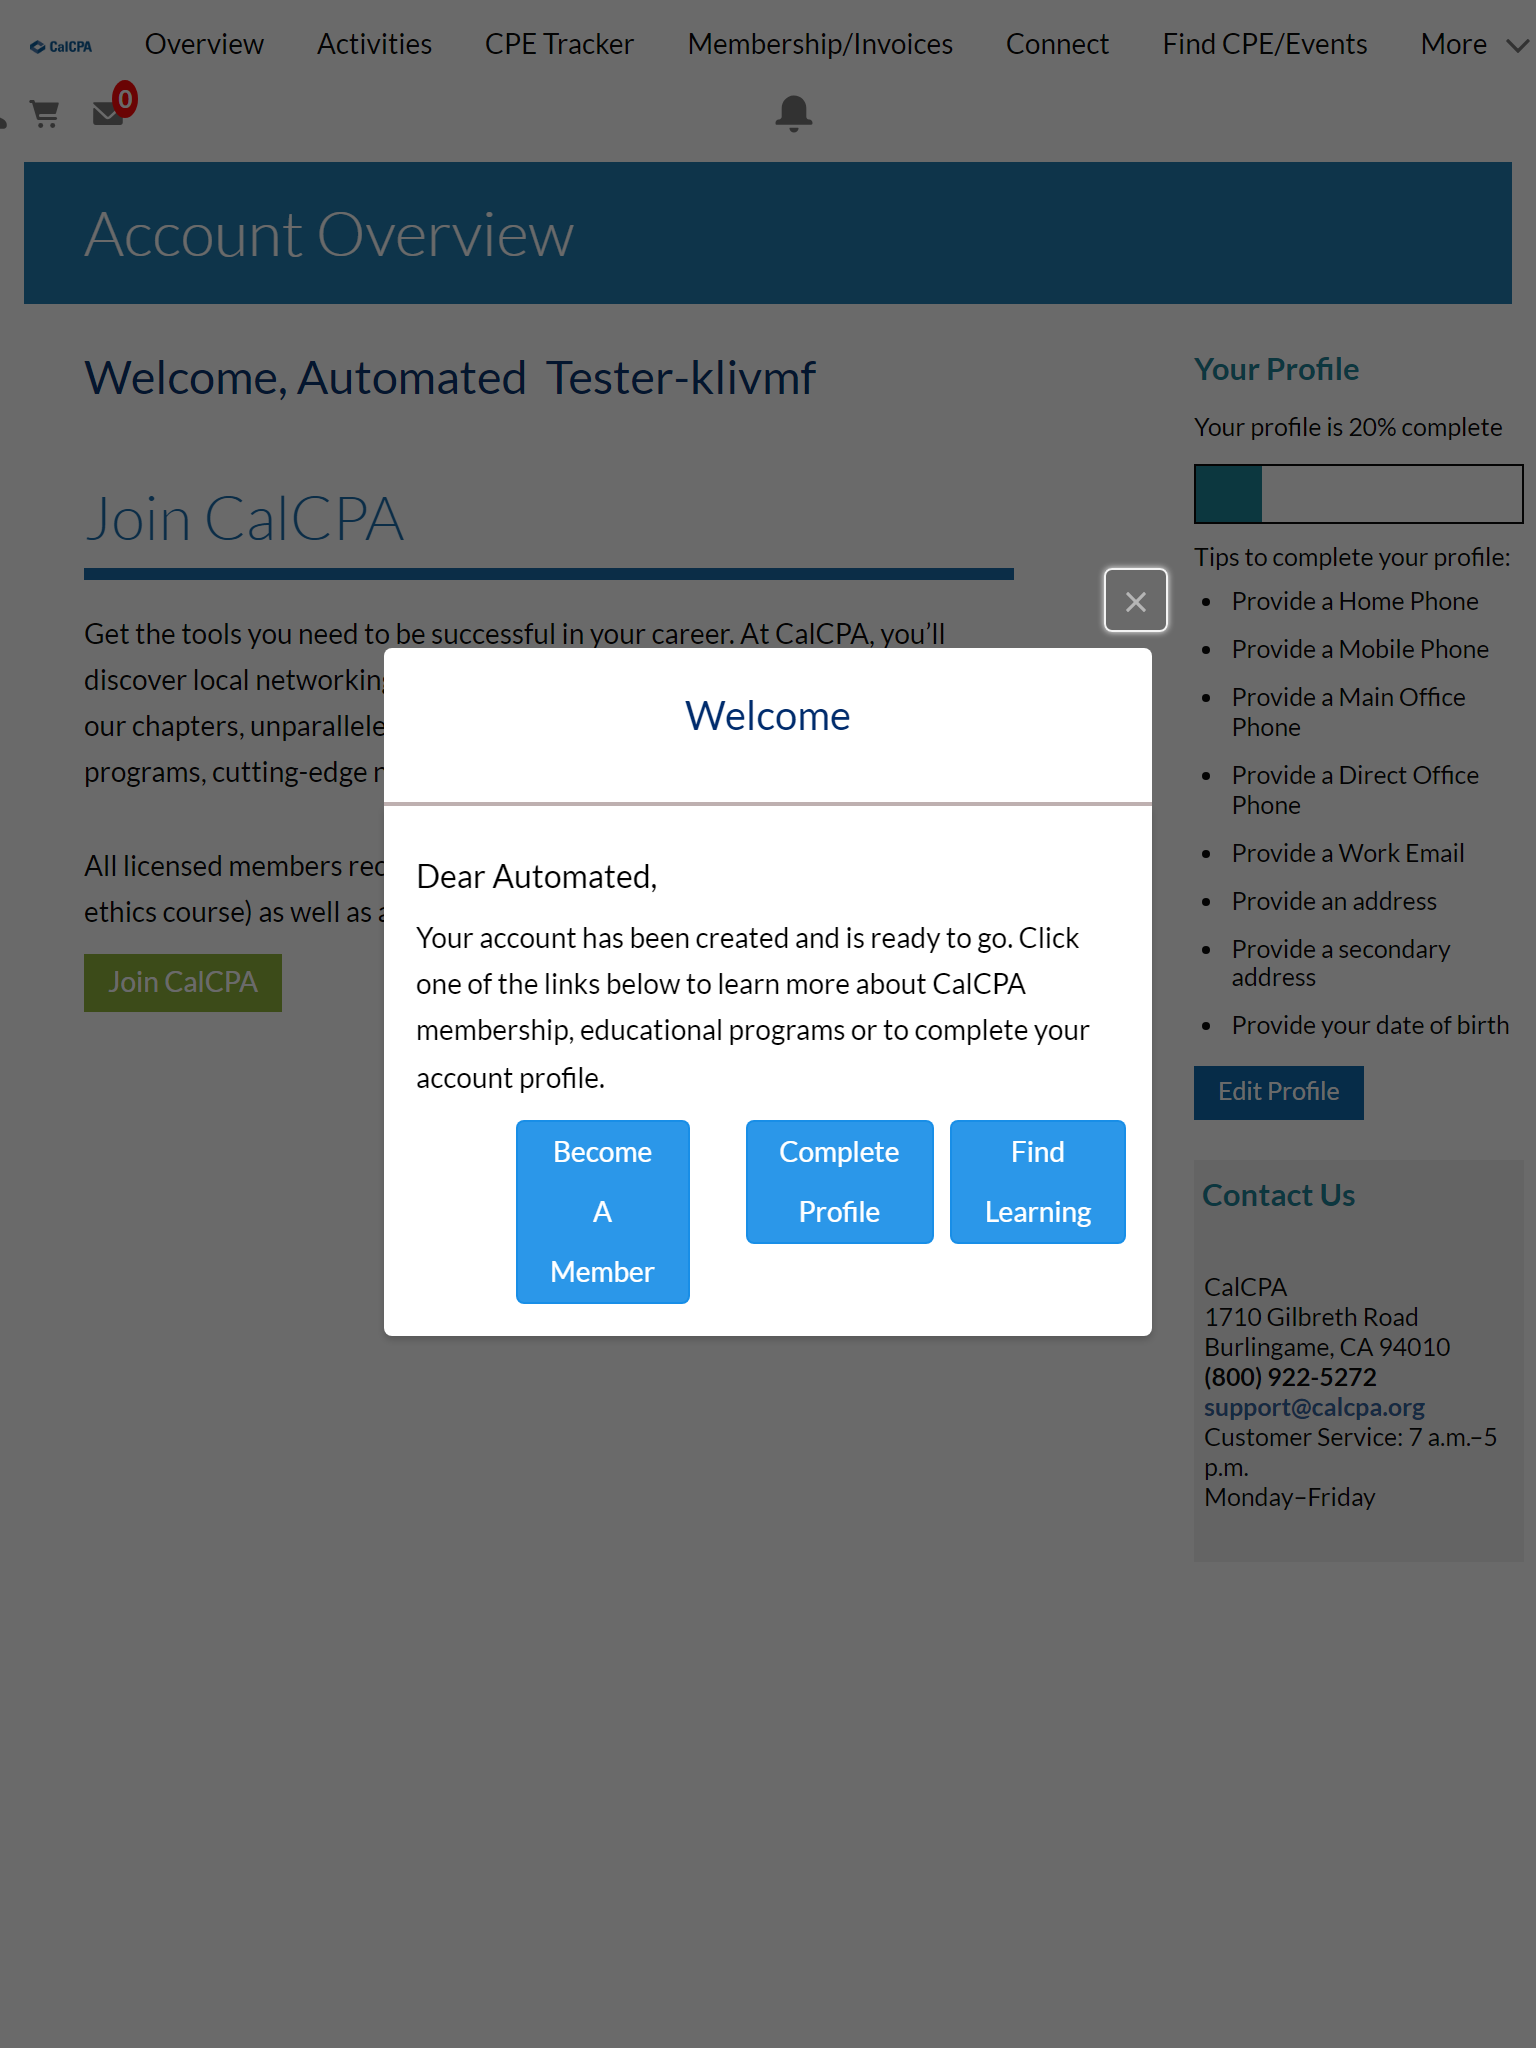 CalCPA
Overview
Activities
CPE Tracker
Membership/Invoices
Connect
Find CPE/Events
More
0
Account Overview
Welcome, Automated  Tester-klivmf
Join CalCPA
Get the tools you need to be successful in your career. At CalCPA, you’ll
discover local networking
our chapters,
programs, cutting-edge
All licensed members
ethics course) as well as
Join CalCPA
×
Welcome
Dear Automated,
Your account has been created and is ready to go. Click
one of the links below to learn more about CalCPA
membership, educational programs or to complete your
account profile.
Become
A
Member
Complete
Profile
Find
Learning
Your Profile
Your profile is 20% complete
Tips to complete your profile:
• Provide a Home Phone
• Provide a Mobile Phone
• Provide a Main Office
Phone
• Provide a Direct Office
Phone
• Provide a Work Email
• Provide an address
• Provide a secondary
address
• Provide your date of birth
Edit Profile
Contact Us
CalCPA
1710 Gilbreth Road
Burlingame, CA 94010
(800) 922-5272
support@calcpa.org
Customer Service: 7 a.m.–5
p.m.
Monday–Friday